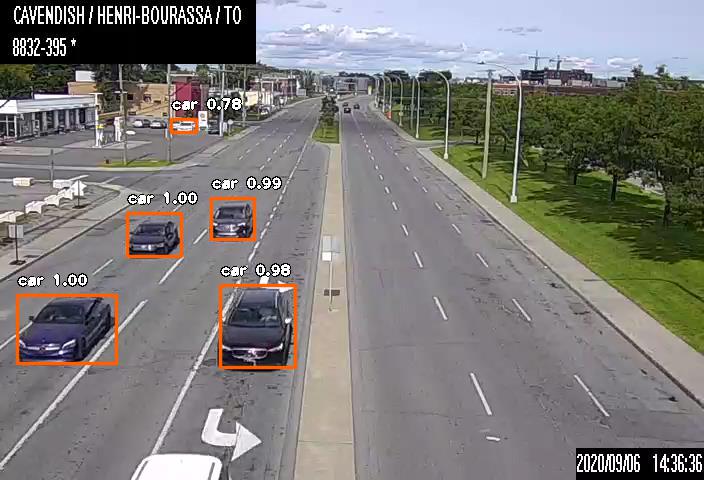 CAVENDISH / HENRI-BOURASSA / TO
8832-395 *
car 0.78
car 0.99
car 1.00
car 0.98
car 1.00
2020/09/06 14:36:36